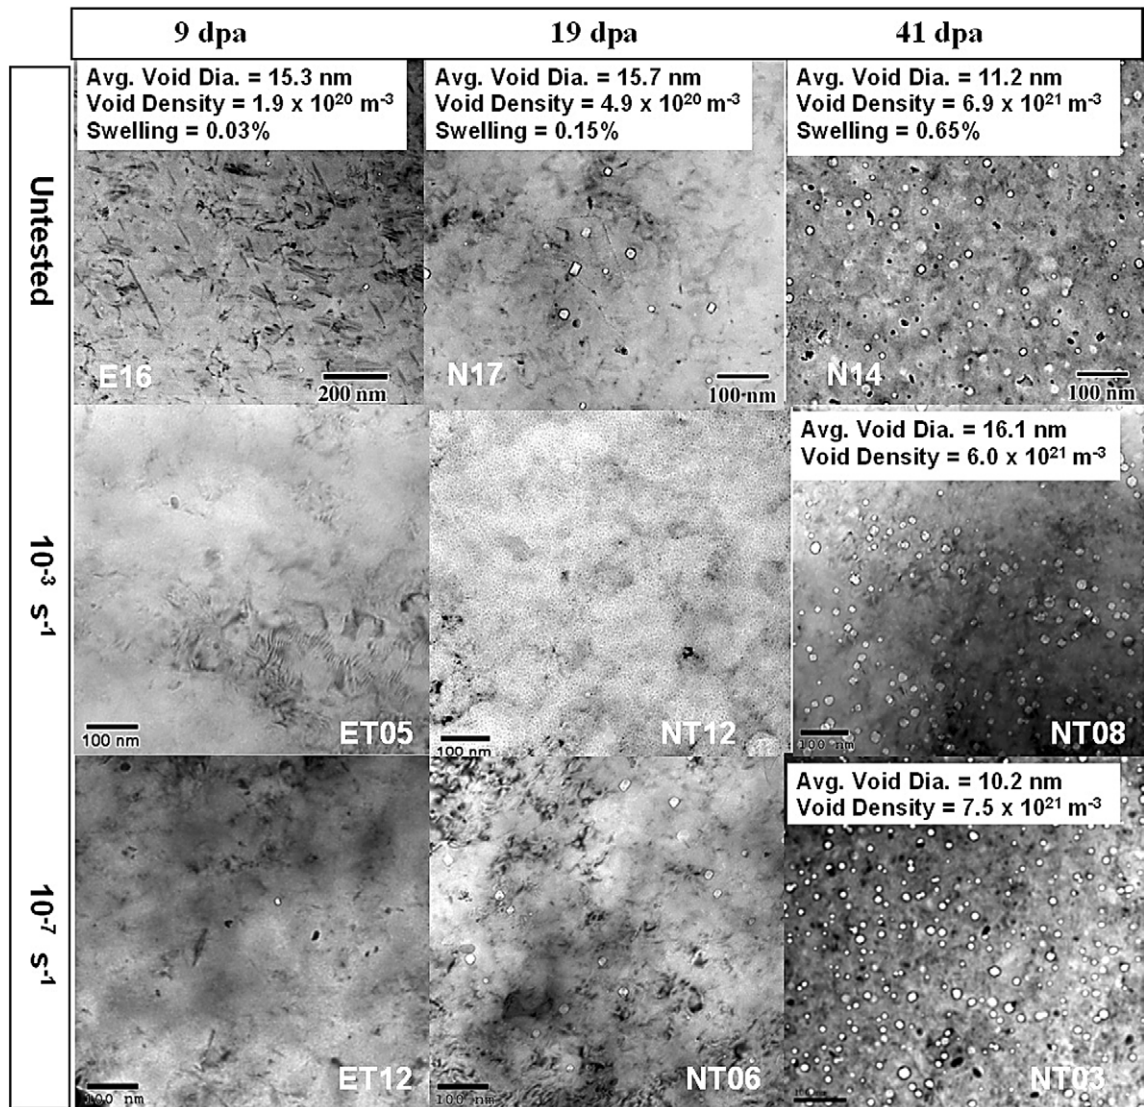 9 dpa
19 dpa
41 dpa
Untested
Avg. Void Dia. = 15.3 nm
Void Density = 1.9 x 10²⁰ m⁻³
Swelling = 0.03%
E16
200 nm
Avg. Void Dia. = 15.7 nm
Void Density = 4.9 x 10²⁰ m⁻³
Swelling = 0.15%
N17
100 nm
Avg. Void Dia. = 11.2 nm
Void Density = 6.9 x 10²¹ m⁻³
Swelling = 0.65%
N14
100 nm
10⁻³ s⁻¹
100 nm
ET05
100 nm
NT12
Avg. Void Dia. = 16.1 nm
Void Density = 6.0 x 10²¹ m⁻³
100 nm
NT08
10⁻⁷ s⁻¹
100 nm
ET12
100 nm
NT06
Avg. Void Dia. = 10.2 nm
Void Density = 7.5 x 10²¹ m⁻³
NT03